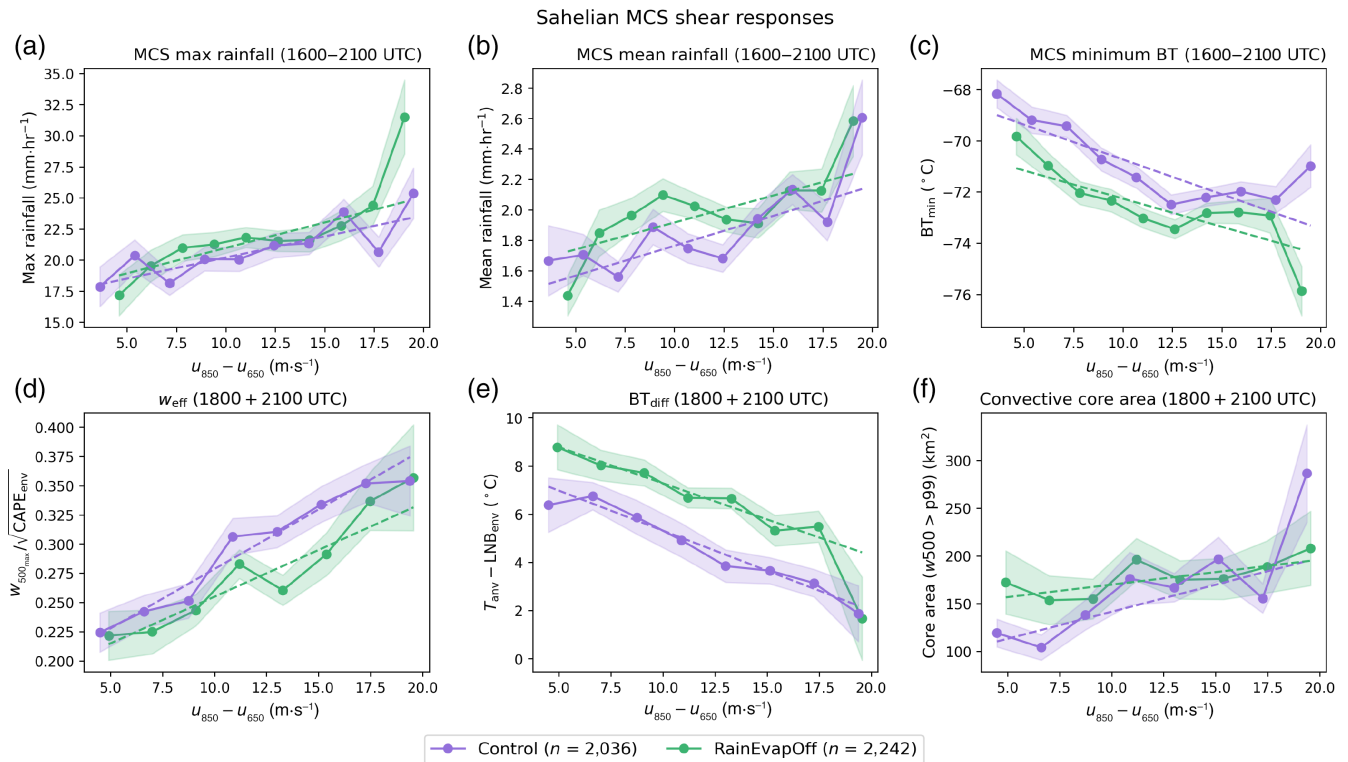 Sahelian MCS shear responses
(a)
MCS max rainfall (1600–2100 UTC)
Max rainfall (mm·hr⁻¹)
35.0
32.5
30.0
27.5
25.0
22.5
20.0
17.5
15.0
5.0 7.5 10.0 12.5 15.0 17.5 20.0
u₈₅₀ − u₆₅₀ (m·s⁻¹)
(b)
MCS mean rainfall (1600–2100 UTC)
Mean rainfall (mm·hr⁻¹)
2.8
2.6
2.4
2.2
2.0
1.8
1.6
1.4
5.0 7.5 10.0 12.5 15.0 17.5 20.0
u₈₅₀ − u₆₅₀ (m·s⁻¹)
(c)
MCS minimum BT (1600–2100 UTC)
BT_min (°C)
−68
−70
−72
−74
−76
5.0 7.5 10.0 12.5 15.0 17.5 20.0
u₈₅₀ − u₆₅₀ (m·s⁻¹)
(d)
w_eff (1800 + 2100 UTC)
w_500max/√CAPE_env
0.400
0.375
0.350
0.325
0.300
0.275
0.250
0.225
0.200
5.0 7.5 10.0 12.5 15.0 17.5 20.0
u₈₅₀ − u₆₅₀ (m·s⁻¹)
(e)
BT_diff (1800 + 2100 UTC)
T_anv − LNB_env (°C)
10
8
6
4
2
0
5.0 7.5 10.0 12.5 15.0 17.5 20.0
u₈₅₀ − u₆₅₀ (m·s⁻¹)
(f)
Convective core area (1800 + 2100 UTC)
Core area (w500 > p99) (km²)
300
250
200
150
100
5.0 7.5 10.0 12.5 15.0 17.5 20.0
u₈₅₀ − u₆₅₀ (m·s⁻¹)
Control (n = 2,036) RainEvapOff (n = 2,242)